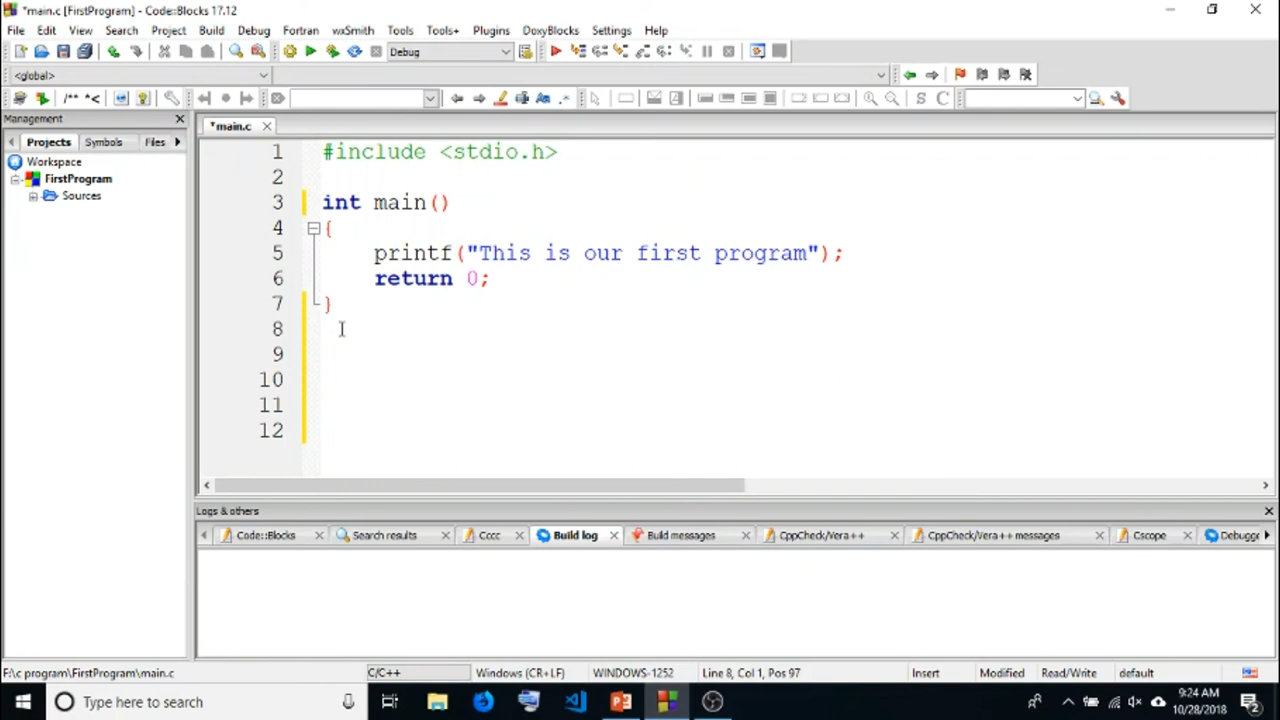 *main.c [FirstProgram] - Code::Blocks 17.12
File Edit View Search Project Build Debug Fortran wxSmith Tools Tools+ Plugins DoxyBlocks Settings Help
Debug
<global>
/** *<
S C
Management
Projects Symbols Files
*main.c
Workspace
FirstProgram
Sources
1 #include <stdio.h>
2
3 int main()
4 {
5 printf("This is our first program");
6 return 0;
7 }
8
9
10
11
12
Logs & others
Code::Blocks Search results Cccc Build log Build messages CppCheck/Vera++ CppCheck/Vera++ messages Cscope Debugge
F:\c program\FirstProgram\main.c C/C++ Windows (CR+LF) WINDOWS-1252 Line 8, Col 1, Pos 97 Insert Modified Read/Write default
Type here to search
9:24 AM
10/28/2018
2